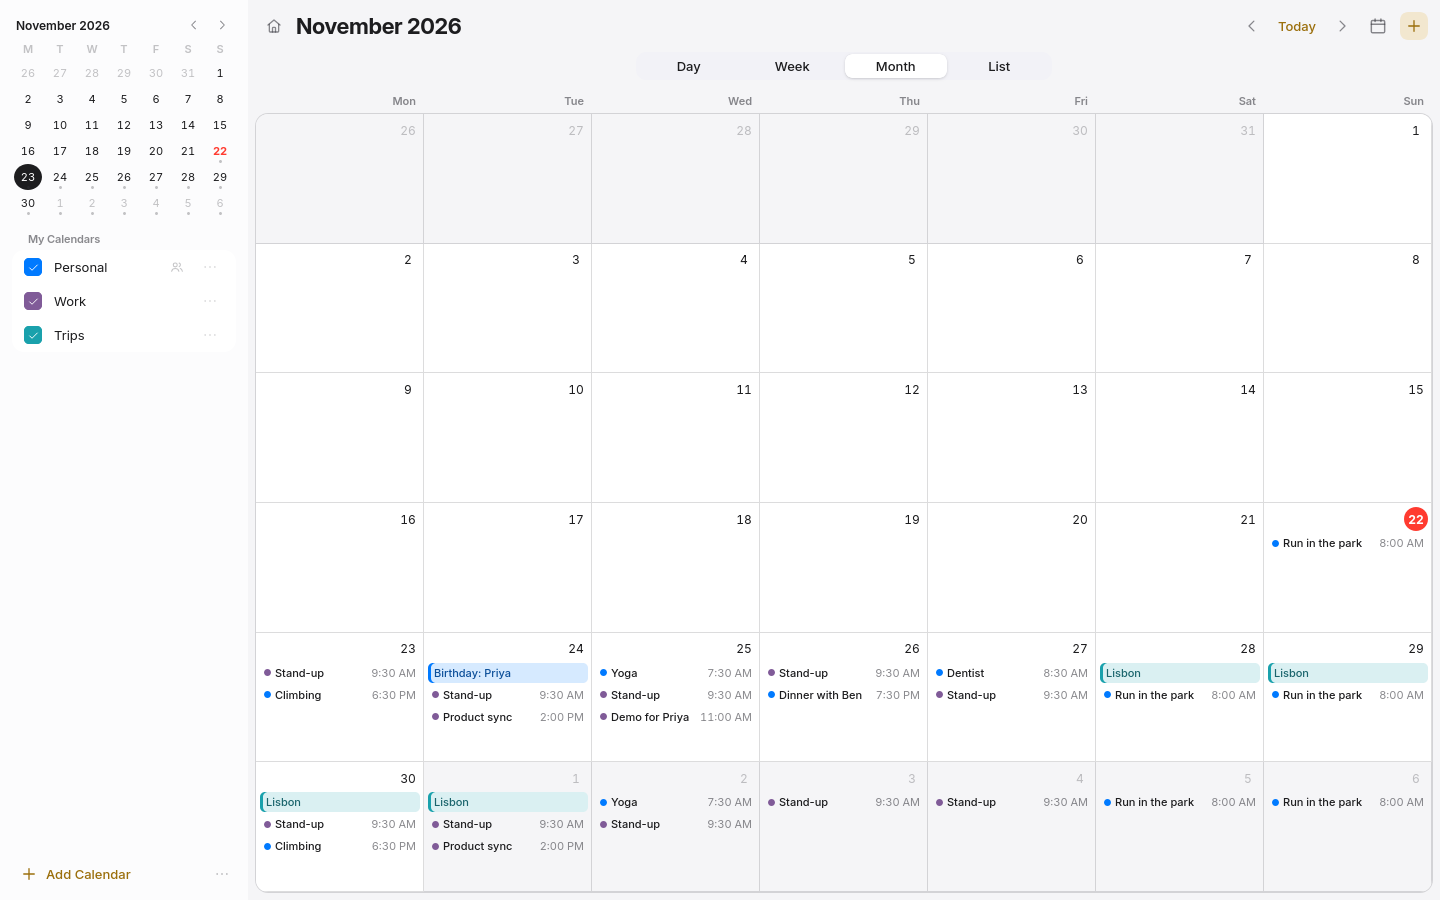 November 2026
M T W T F S S
26 27 28 29 30 31 1
2 3 4 5 6 7 8
9 10 11 12 13 14 15
16 17 18 19 20 21 22
23 24 25 26 27 28 29
30 1 2 3 4 5 6
My Calendars
Personal
Work
Trips
Add Calendar
November 2026
Today
Day Week Month List
Mon Tue Wed Thu Fri Sat Sun
26 27 28 29 30 31 1
2 3 4 5 6 7 8
9 10 11 12 13 14 15
16 17 18 19 20 21 22
Run in the park 8:00 AM
23 24 25 26 27 28 29
Stand-up 9:30 AM Birthday: Priya Yoga 7:30 AM Stand-up 9:30 AM Dentist 8:30 AM Lisbon Lisbon
Climbing 6:30 PM Stand-up 9:30 AM Stand-up 9:30 AM Dinner with Ben 7:30 PM Stand-up 9:30 AM Run in the park 8:00 AM Run in the park 8:00 AM
Product sync 2:00 PM Demo for Priya 11:00 AM
30 1 2 3 4 5 6
Lisbon Lisbon Yoga 7:30 AM Stand-up 9:30 AM Stand-up 9:30 AM Run in the park 8:00 AM Run in the park 8:00 AM
Stand-up 9:30 AM Stand-up 9:30 AM Stand-up 9:30 AM
Climbing 6:30 PM Product sync 2:00 PM